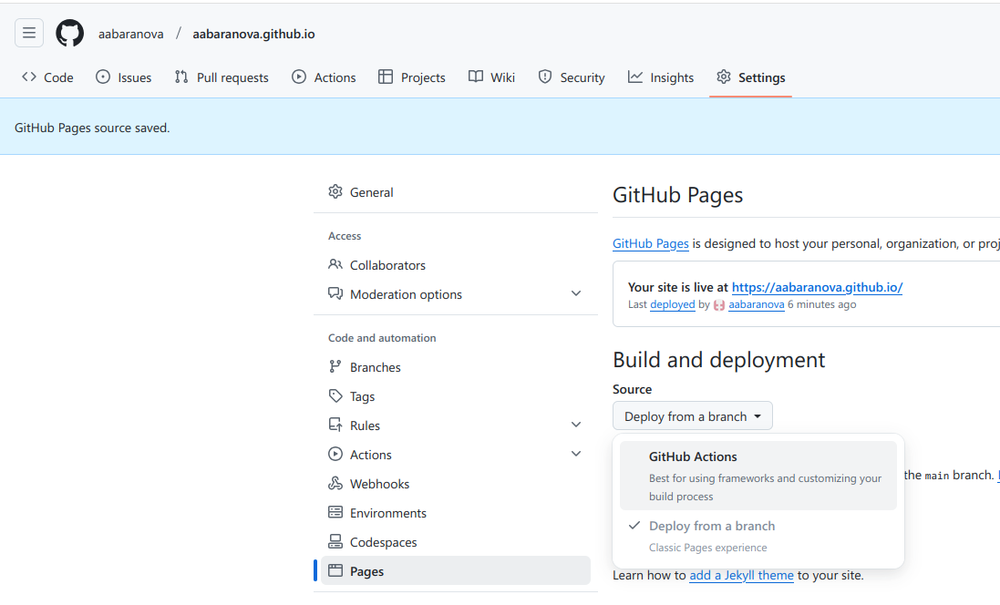 aabaranova / aabaranova.github.io
Code Issues Pull requests Actions Projects Wiki Security Insights Settings
GitHub Pages source saved.
General
Access
Collaborators
Moderation options
Code and automation
Branches
Tags
Rules
Actions
Webhooks
Environments
Codespaces
Pages
GitHub Pages
GitHub Pages is designed to host your personal, organization, or
Your site is live at https://aabaranova.github.io/
Last deployed by aabaranova 6 minutes ago
Build and deployment
Source
Deploy from a branch
GitHub Actions
Best for using frameworks and customizing your
build process
the main branch.
Deploy from a branch
Classic Pages experience
Learn how to add a Jekyll theme to your site.